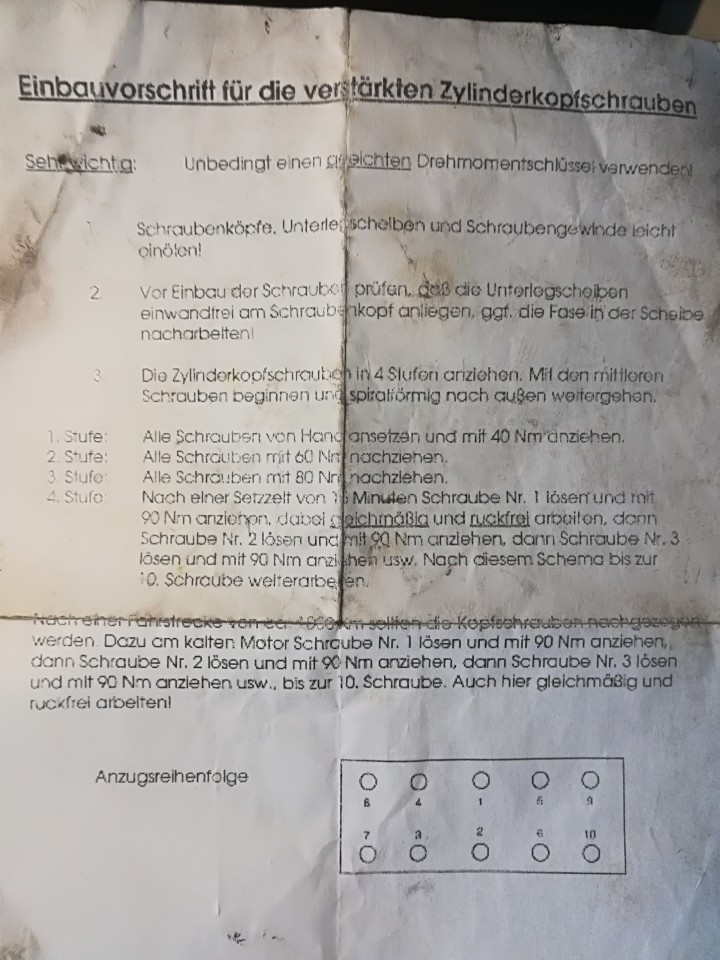 Einbauvorschrift für die verstärkten Zylinderkopfschrauben
Sehr wichtig: Unbedingt einen geeichten Drehmomentschlüssel verwenden!
1. Schraubenköpfe, Unterlegscheiben und Schraubengewinde leicht
einölen!
2. Vor Einbau der Schrauben prüfen, daß die Unterlegscheiben
einwandfrei am Schraubenkopf anliegen, ggf. die Fase in der Scheibe
nacharbeiten!
3. Die Zylinderkopfschrauben in 4 Stufen anziehen. Mit den mittleren
Schrauben beginnen und spiralförmig nach außen weitergehen.
1. Stufe: Alle Schrauben von Hand ansetzen und mit 40 Nm anziehen.
2. Stufe: Alle Schrauben mit 60 Nm nachziehen.
3. Stufe: Alle Schrauben mit 80 Nm nachziehen.
4. Stufe: Nach einer Setzzeit von Minuten Schraube Nr. 1 lösen und mit
90 Nm anziehen, dabei gleichmäßig und ruckfrei arbeiten, dann
Schraube Nr. 2 lösen und mit 90 Nm anziehen, dann Schraube Nr. 3
lösen und mit 90 Nm anziehen usw. Nach diesem Schema bis zur
10. Schraube weiterarbeiten.
Nach einer Fahrstrecke von ca. 1000 km sollten die Kopfschrauben nachgezogen
werden. Dazu am kalten Motor Schraube Nr. 1 lösen und mit 90 Nm anziehen,
dann Schraube Nr. 2 lösen und mit 90 Nm anziehen, dann Schraube Nr. 3 lösen
und mit 90 Nm anziehen usw., bis zur 10. Schraube. Auch hier gleichmäßig und
ruckfrei arbeiten!
Anzugsreihenfolge
4 1 9
7 3 2 6 10